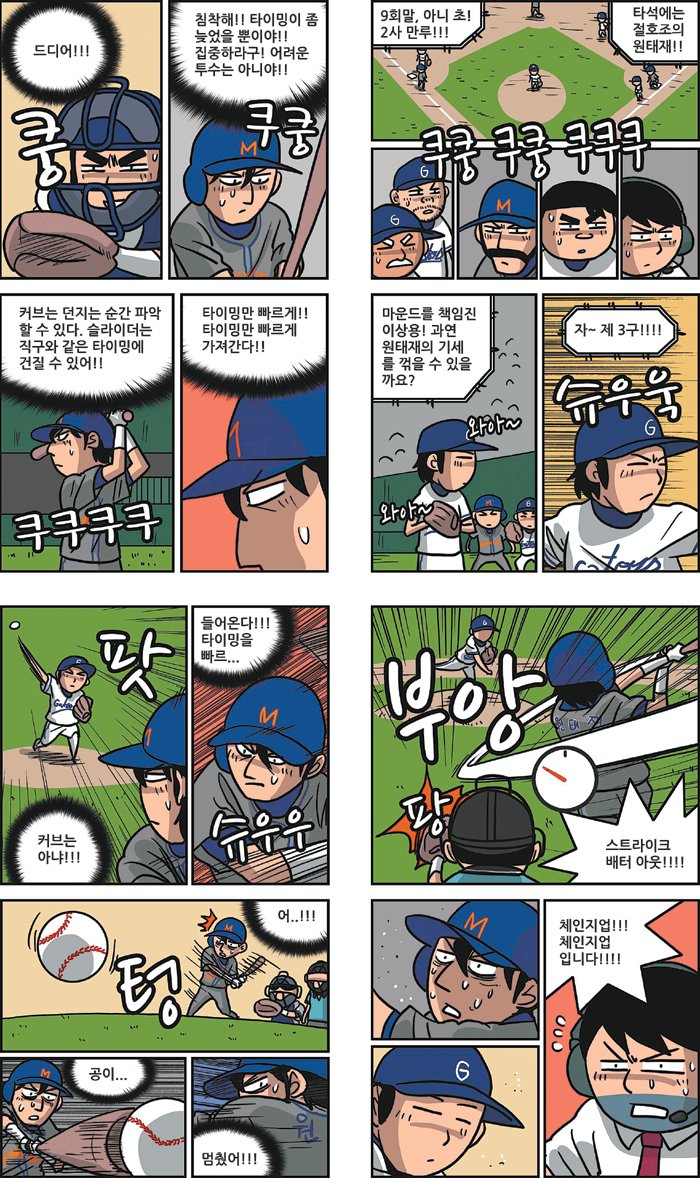 드디어!!!
쿵
침착해!! 타이밍이 좀
늦었을 뿐이야!!
집중하라구! 어려운
투수는 아니야!!
쿠쿵
M
9회말, 아니 초!
2사 만루!!!
타석에는
절호조의
원태재!!
쿠쿵 쿠쿵 쿠쿠쿠
G
G
M
커브는 던지는 순간 파악
할 수 있다. 슬라이더는
직구와 같은 타이밍에
건질 수 있어!!
쿠쿠쿠쿠
타이밍만 빠르게!!
타이밍만 빠르게
가져간다!!
마운드를 책임진
이상용! 과연
원태재의 기세
를 꺾을 수 있을
까요?
와아~
와아~
G
M
자~ 제 3구!!!!
슈우욱
G
Gators
팟
커브는
아냐!!!
들어온다!!!
타이밍을
빠르...
M
슈우우
부앙
G
원태재
팡
스트라이크
배터 아웃!!!!
어..!!!
텅
M
공이...
M
멈췄어!!!
원
M
G
체인지업!!!
체인지업
입니다!!!!